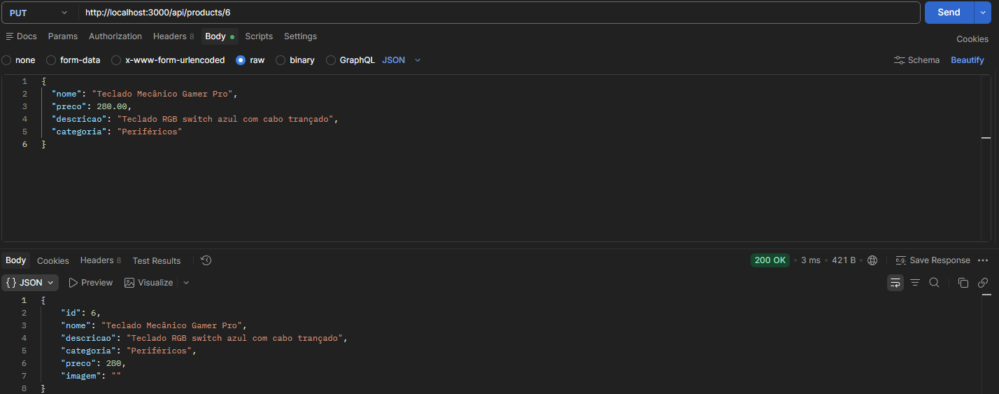 PUT http://localhost:3000/api/products/6 Send
Docs Params Authorization Headers 8 Body Scripts Settings Cookies
none form-data x-www-form-urlencoded raw binary GraphQL JSON Schema Beautify
1 {
2 "nome": "Teclado Mecânico Gamer Pro",
3 "preco": 280.00,
4 "descricao": "Teclado RGB switch azul com cabo trançado",
5 "categoria": "Periféricos"
6 }
Body Cookies Headers 8 Test Results 200 OK • 3 ms • 421 B • e.g. Save Response
{} JSON Preview Visualize
1 {
2 "id": 6,
3 "nome": "Teclado Mecânico Gamer Pro",
4 "descricao": "Teclado RGB switch azul com cabo trançado",
5 "categoria": "Periféricos",
6 "preco": 280,
7 "imagem": ""
8 }